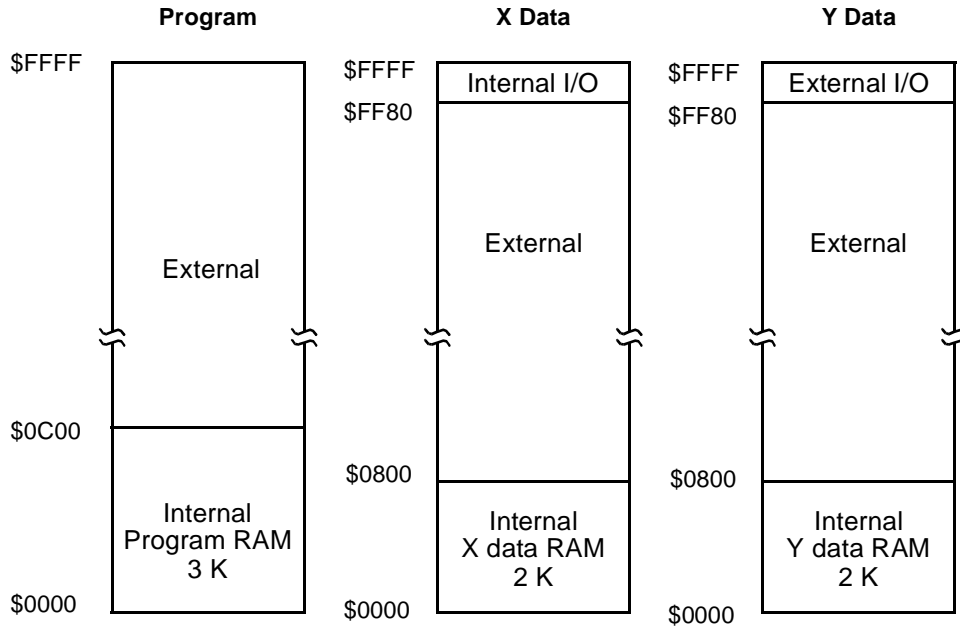 Program
$FFFF
External
$0C00
Internal
Program RAM
3 K
$0000
X Data
$FFFF
Internal I/O
$FF80
External
$0800
Internal
X data RAM
2 K
$0000
Y Data
$FFFF
External I/O
$FF80
External
$0800
Internal
Y data RAM
2 K
$0000